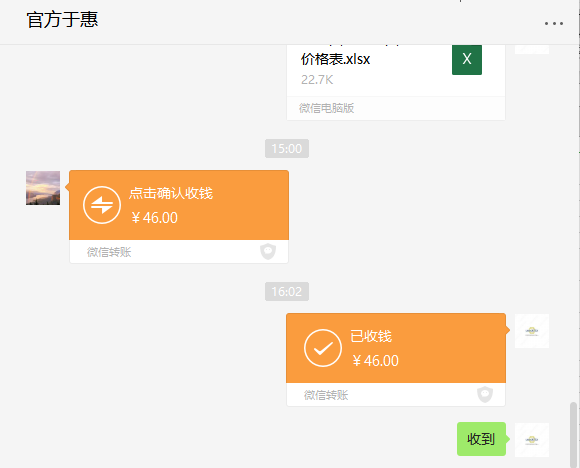 官方于惠
价格表.xlsx
X
22.7K
微信电脑版
15:00
点击确认收钱
￥46.00
微信转账
16:02
已收钱
￥46.00
微信转账
收到